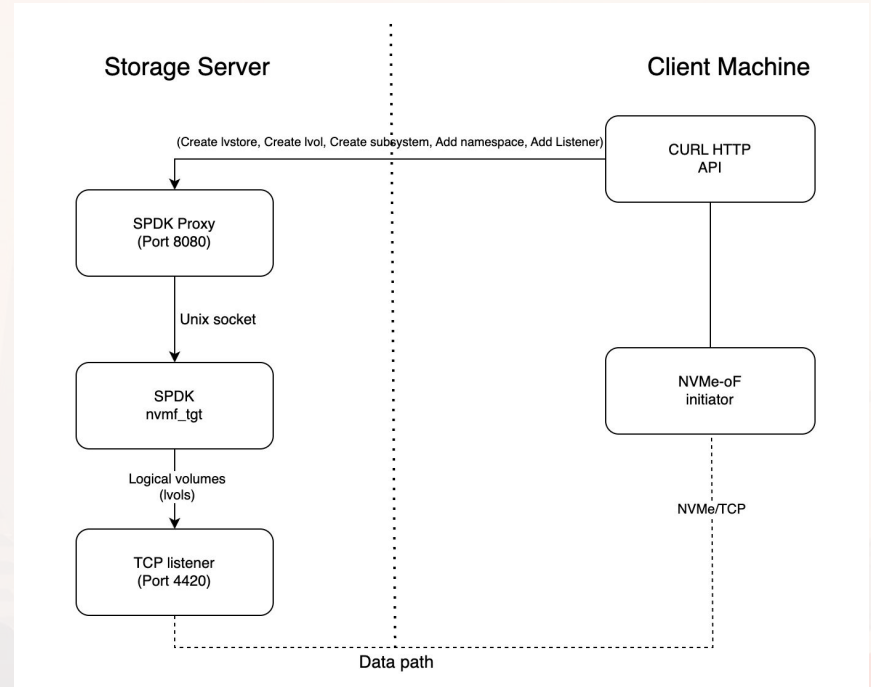 Storage Server
Client Machine
(Create lvstore, Create lvol, Create subsystem, Add namespace, Add Listener)
CURL HTTP
API
SPDK Proxy
(Port 8080)
Unix socket
SPDK
nvmf_tgt
NVMe-oF
initiator
Logical volumes
(lvols)
NVMe/TCP
TCP listener
(Port 4420)
Data path